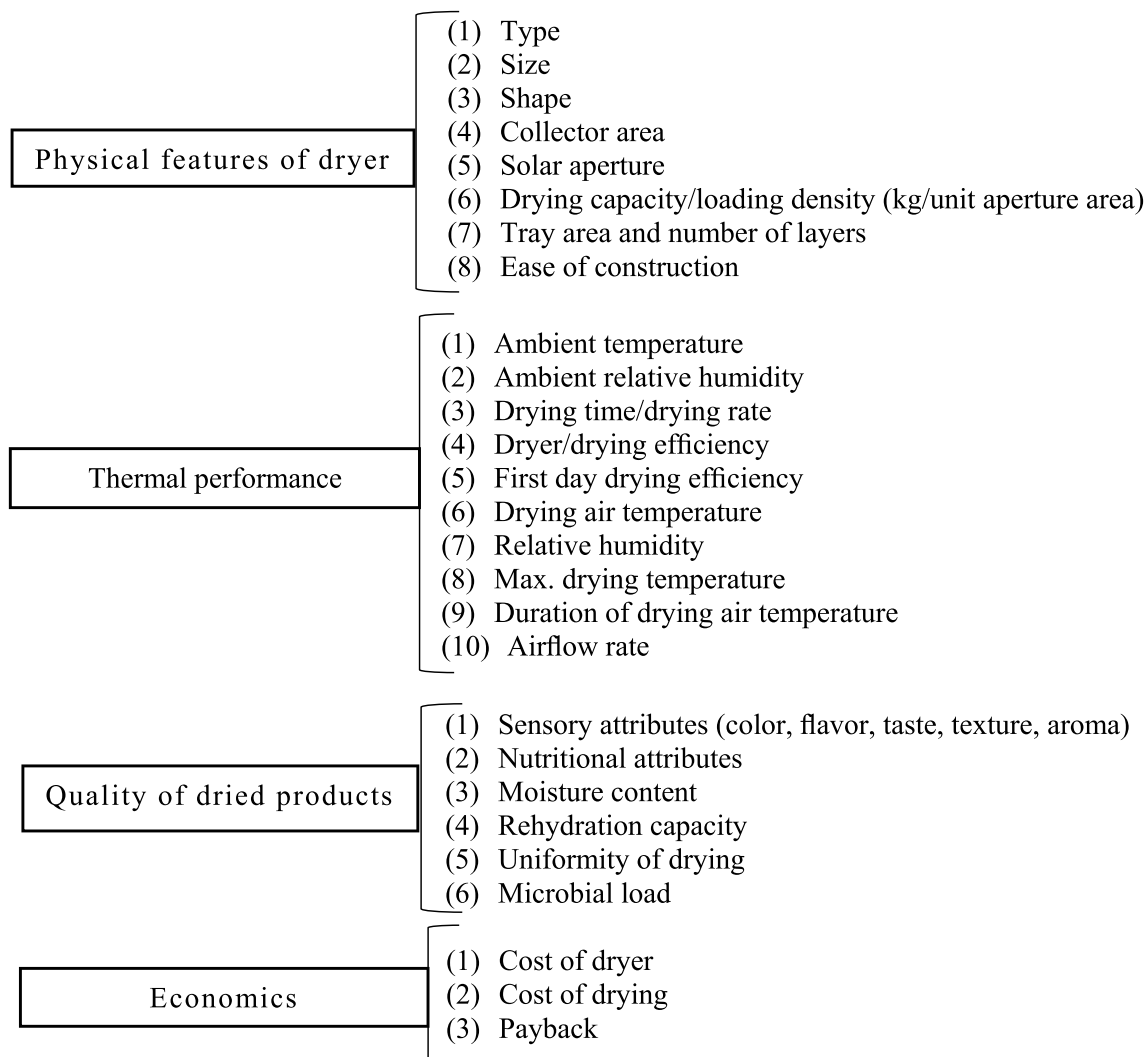 Physical features of dryer
(1) Type
(2) Size
(3) Shape
(4) Collector area
(5) Solar aperture
(6) Drying capacity/loading density (kg/unit aperture area)
(7) Tray area and number of layers
(8) Ease of construction
Thermal performance
(1) Ambient temperature
(2) Ambient relative humidity
(3) Drying time/drying rate
(4) Dryer/drying efficiency
(5) First day drying efficiency
(6) Drying air temperature
(7) Relative humidity
(8) Max. drying temperature
(9) Duration of drying air temperature
(10) Airflow rate
Quality of dried products
(1) Sensory attributes (color, flavor, taste, texture, aroma)
(2) Nutritional attributes
(3) Moisture content
(4) Rehydration capacity
(5) Uniformity of drying
(6) Microbial load
Economics
(1) Cost of dryer
(2) Cost of drying
(3) Payback